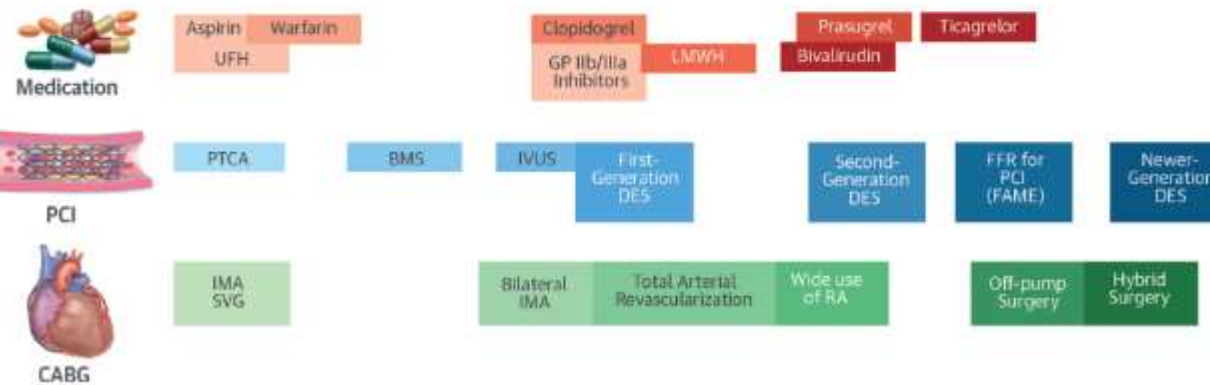 Aspirin Warfarin
UFH
Clopidogrel
GP IIb/IIIa
Inhibitors
LMWH
Prasugrel
Ticagrelor
Bivalirudin
Medication
PTCA
BMS
IVUS
First-
Generation
DES
Second-
Generation
DES
FFR for
PCI
(FAME)
Newer-
Generation
DES
PCI
IMA
SVG
Bilateral
IMA
Total Arterial
Revascularization
Wide use
of RA
Off-pump
Surgery
Hybrid
Surgery
CABG